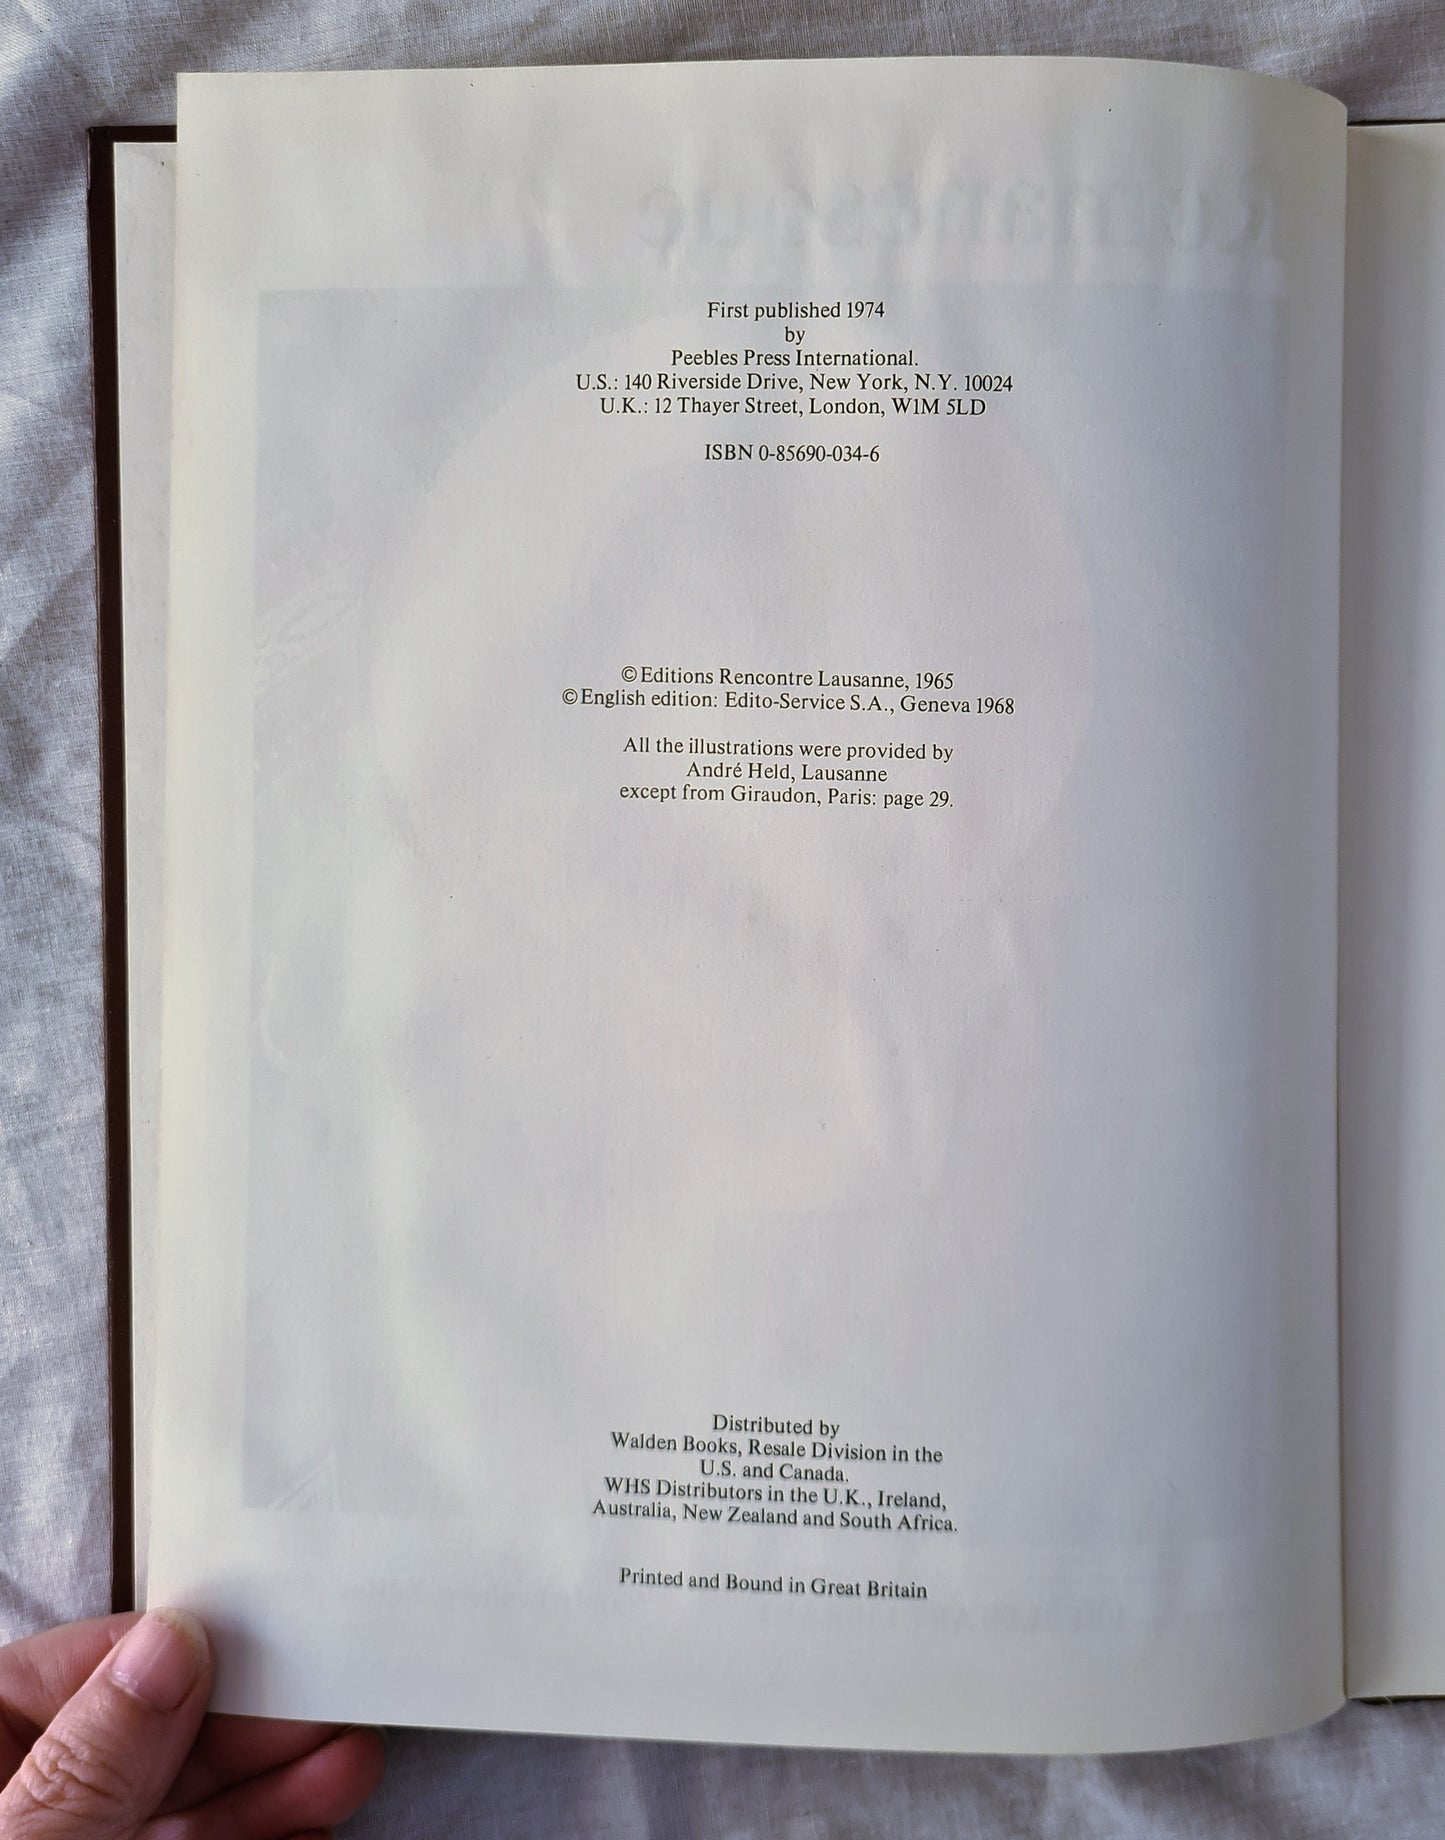 First published 1974
by
Peebles Press International.
U.S.: 140 Riverside Drive, New York, N.Y. 10024
U.K.: 12 Thayer Street, London, W1M 5LD
ISBN 0-85690-034-6
© Editions Rencontre Lausanne, 1965
© English edition: Edito-Service S.A., Geneva 1968
All the illustrations were provided by
André Held, Lausanne
except from Giraudon, Paris: page 29.
Distributed by
Walden Books, Resale Division in the
U.S. and Canada.
WHS Distributors in the U.K., Ireland,
Australia, New Zealand and South Africa.
Printed and Bound in Great Britain